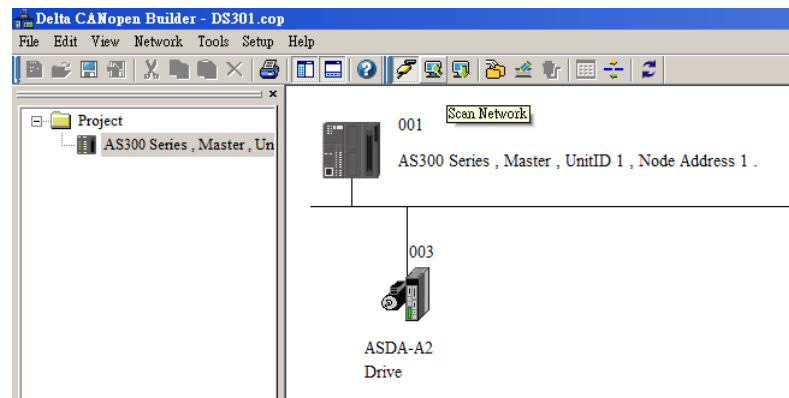 Delta CANopen Builder - DS301.cop
File Edit View Network Tools Setup Help
Project
AS300 Series , Master , Un
Scan Network
001
AS300 Series , Master , UnitID 1 , Node Address 1 .
003
ASDA-A2
Drive